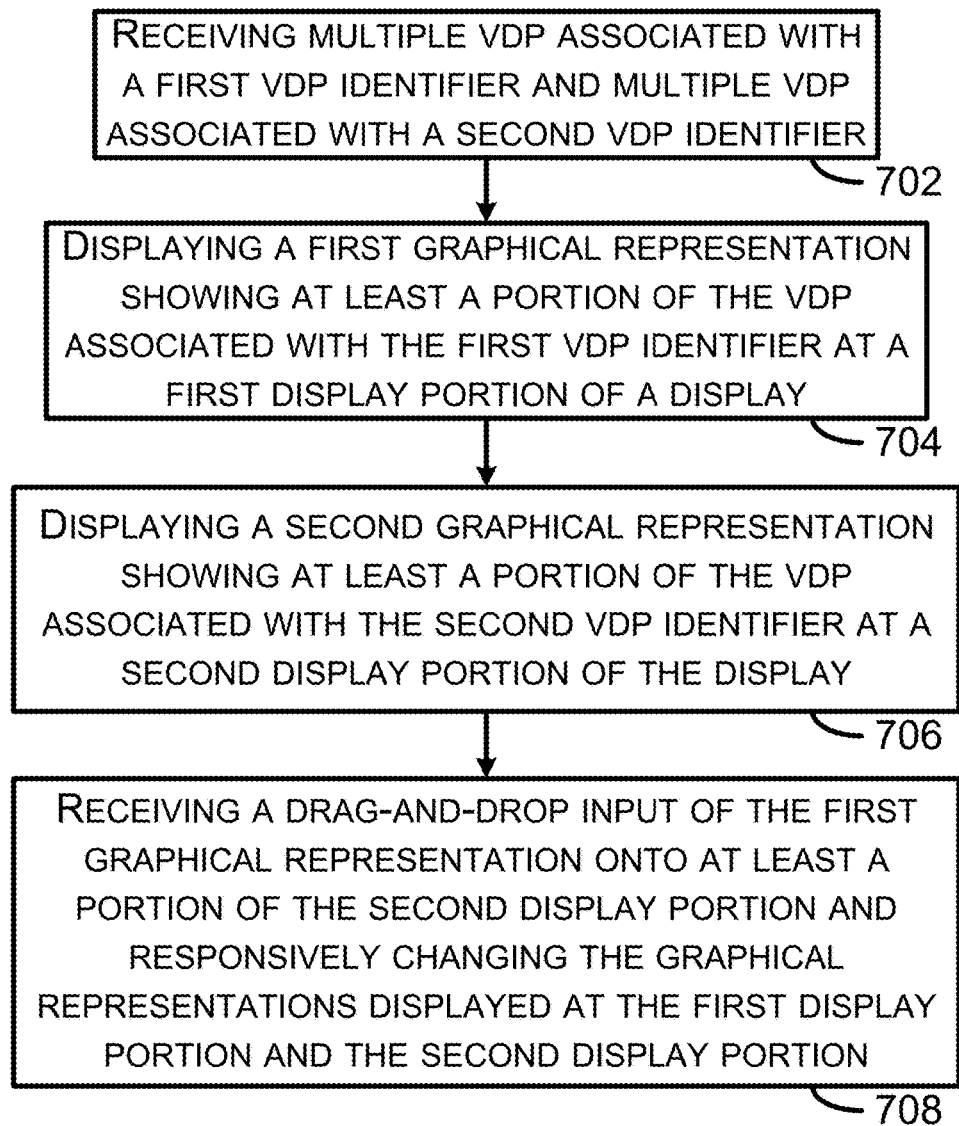 RECEIVING MULTIPLE VDP ASSOCIATED WITH
A FIRST VDP IDENTIFIER AND MULTIPLE VDP
ASSOCIATED WITH A SECOND VDP IDENTIFIER
702
DISPLAYING A FIRST GRAPHICAL REPRESENTATION
SHOWING AT LEAST A PORTION OF THE VDP
ASSOCIATED WITH THE FIRST VDP IDENTIFIER AT A
FIRST DISPLAY PORTION OF A DISPLAY
704
DISPLAYING A SECOND GRAPHICAL REPRESENTATION
SHOWING AT LEAST A PORTION OF THE VDP
ASSOCIATED WITH THE SECOND VDP IDENTIFIER AT A
SECOND DISPLAY PORTION OF THE DISPLAY
706
RECEIVING A DRAG-AND-DROP INPUT OF THE FIRST
GRAPHICAL REPRESENTATION ONTO AT LEAST A
PORTION OF THE SECOND DISPLAY PORTION AND
RESPONSIVELY CHANGING THE GRAPHICAL
REPRESENTATIONS DISPLAYED AT THE FIRST DISPLAY
PORTION AND THE SECOND DISPLAY PORTION
708